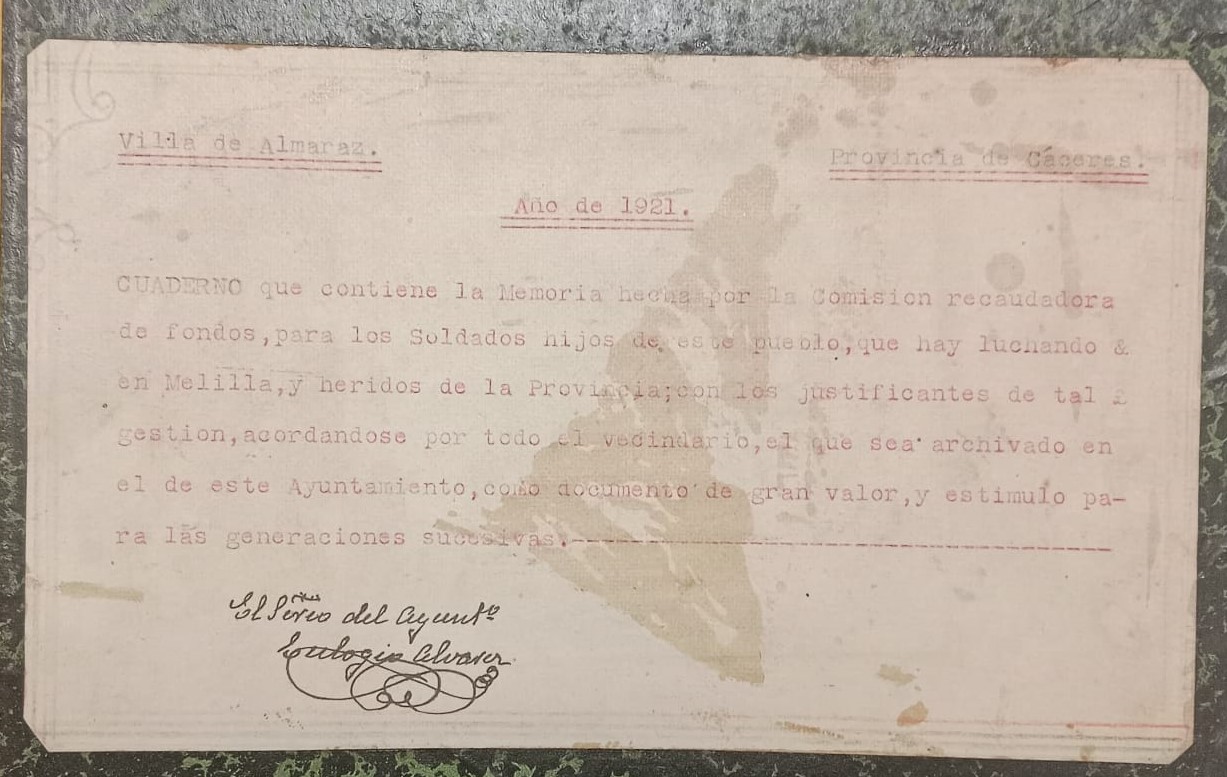 Villa de Almaraz.
Provincia de Cáceres.
Año de 1921.
CUADERNO que contiene la Memoria hecha por la Comision recaudadora
de fondos,para los Soldados hijos de este pueblo,que hay luchando &
en Melilla,y heridos de la Provincia;con los justificantes de tal
gestion,acordandose por todo el vecindario,el que sea archivado en
el de este Ayuntamiento,como documento de gran valor,y estimulo pa-
ra las generaciones sucesivas.-
El Srio del Ayuntº
Eulogio Alvarez